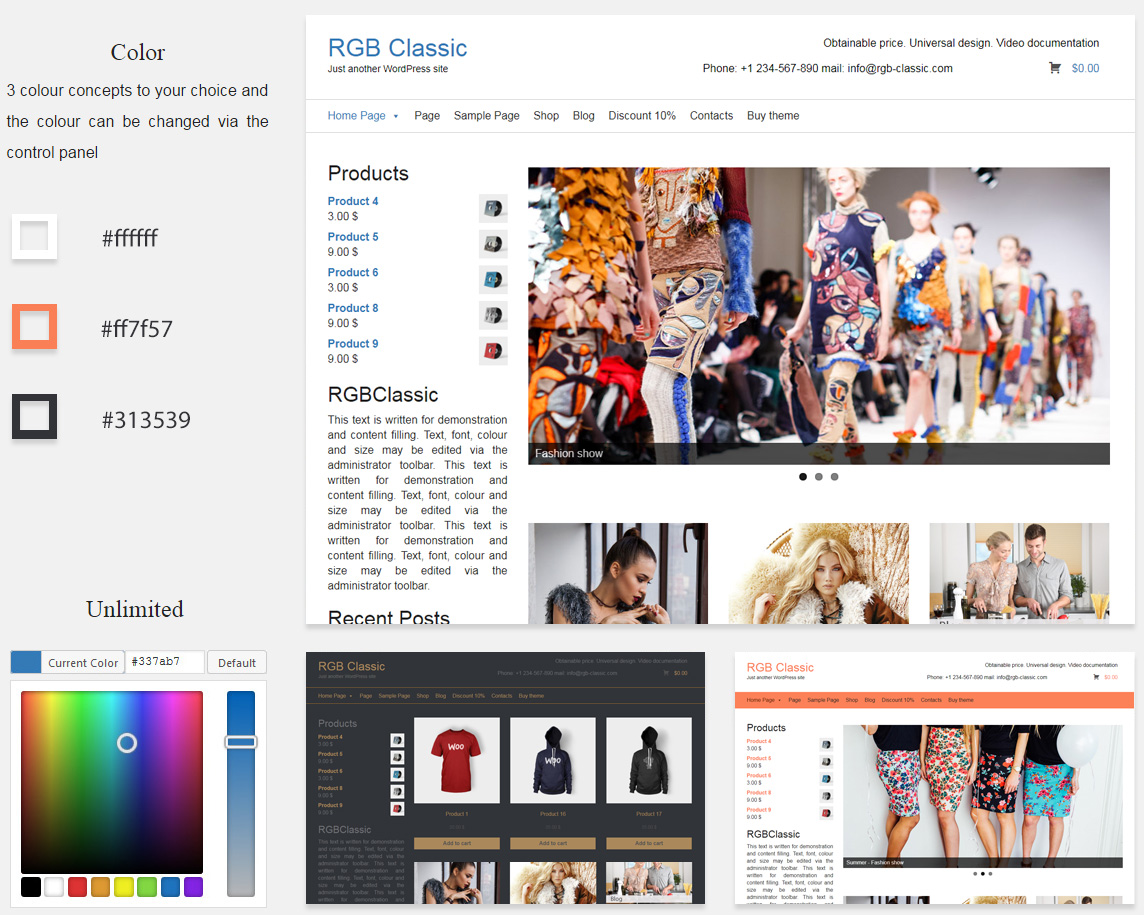 Color
3 colour concepts to your choice and
the colour can be changed via the
control panel
#ffffff
#ff7f57
#313539
Unlimited
Current Color
#337ab7
Default
RGB Classic
Just another WordPress site
Obtainable price. Universal design. Video documentation
Phone: +1 234-567-890 mail: info@rgb-classic.com
$0.00
Home Page Page Sample Page Shop Blog Discount 10% Contacts Buy theme
Products
Product 4
3.00 $
Product 5
9.00 $
Product 6
3.00 $
Product 8
9.00 $
Product 9
9.00 $
RGBClassic
This text is written for demonstration
and content filling. Text, font, colour
and size may be edited via the
administrator toolbar. This text is
written for demonstration and
content filling. Text, font, colour and
size may be edited via the
administrator toolbar. This text is
written for demonstration and
content filling. Text, font, colour and
size may be edited via the
administrator toolbar.
Recent Posts
Fashion show
RGB Classic
Just another WordPress site
Obtainable price. Universal design. Video documentation
Phone: +1 234-567-890 mail: info@rgb-classic.com
$0.00
Home Page Page Sample Page Shop Blog Discount 10% Contacts Buy theme
Products
Product 4
3.00 $
Product 5
9.00 $
Product 6
3.00 $
Product 8
9.00 $
Product 9
9.00 $
RGBClassic
This text is written for demonstration
and content filling. Text, font, colour
and size may be edited via the
administrator toolbar. This text is
written for demonstration and
content filling. Text, font, colour and
size may be edited via the
administrator toolbar. This text is
written for demonstration and
Woo
Woo
Product 1
Product 16
Product 17
Add to cart
Add to cart
Add to cart
Blog
RGB Classic
Just another WordPress site
Obtainable price. Universal design. Video documentation
Phone: +1 234-567-890 mail: info@rgb-classic.com
$0.00
Home Page Page Sample Page Shop Blog Discount 10% Contacts Buy theme
Products
Product 4
3.00 $
Product 5
9.00 $
Product 6
3.00 $
Product 8
9.00 $
Product 9
9.00 $
RGBClassic
This text is written for demonstration
and content filling. Text, font, colour
and size may be edited via the
administrator toolbar. This text is
written for demonstration and
content filling. Text, font, colour and
size may be edited via the
administrator toolbar. This text is
Summer - Fashion show